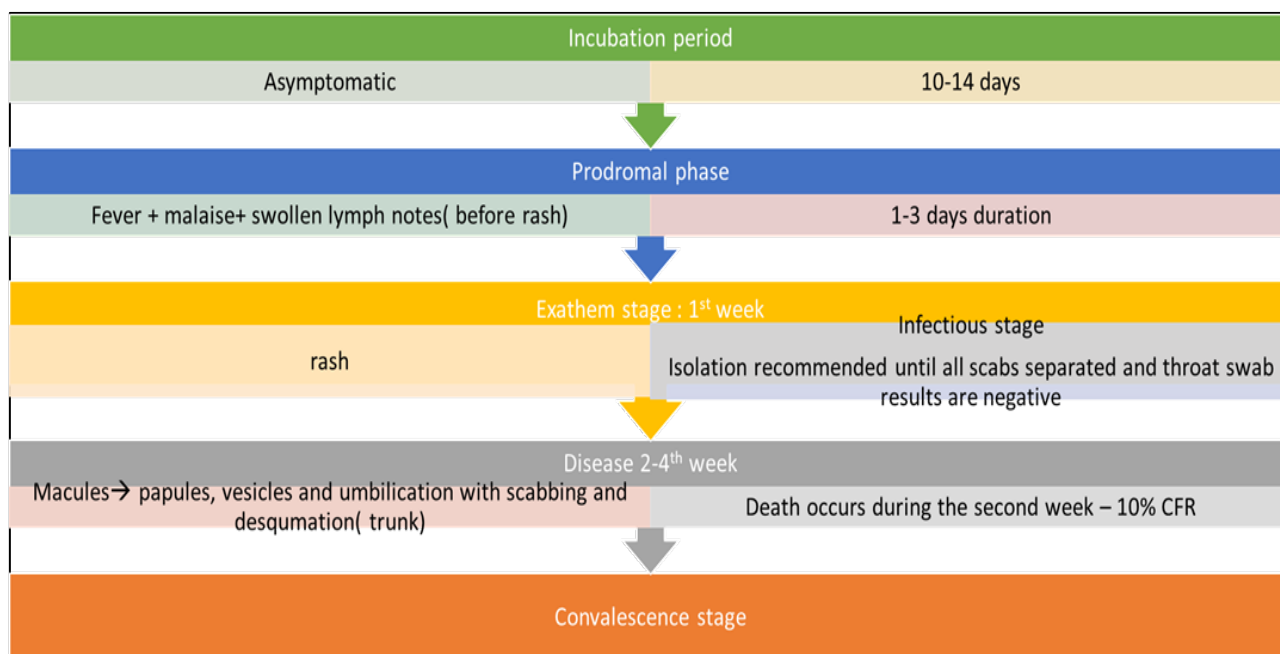 Incubation period
Asymptomatic
10-14 days
Prodromal phase
Fever + malaise+ swollen lymph notes( before rash)
1-3 days duration
Exathem stage : 1st week
rash
Infectious stage
Isolation recommended until all scabs separated and throat swab
results are negative
Disease 2-4th week
Macules→ papules, vesicles and umbilication with scabbing and
desqumation( trunk)
Death occurs during the second week – 10% CFR
Convalescence stage